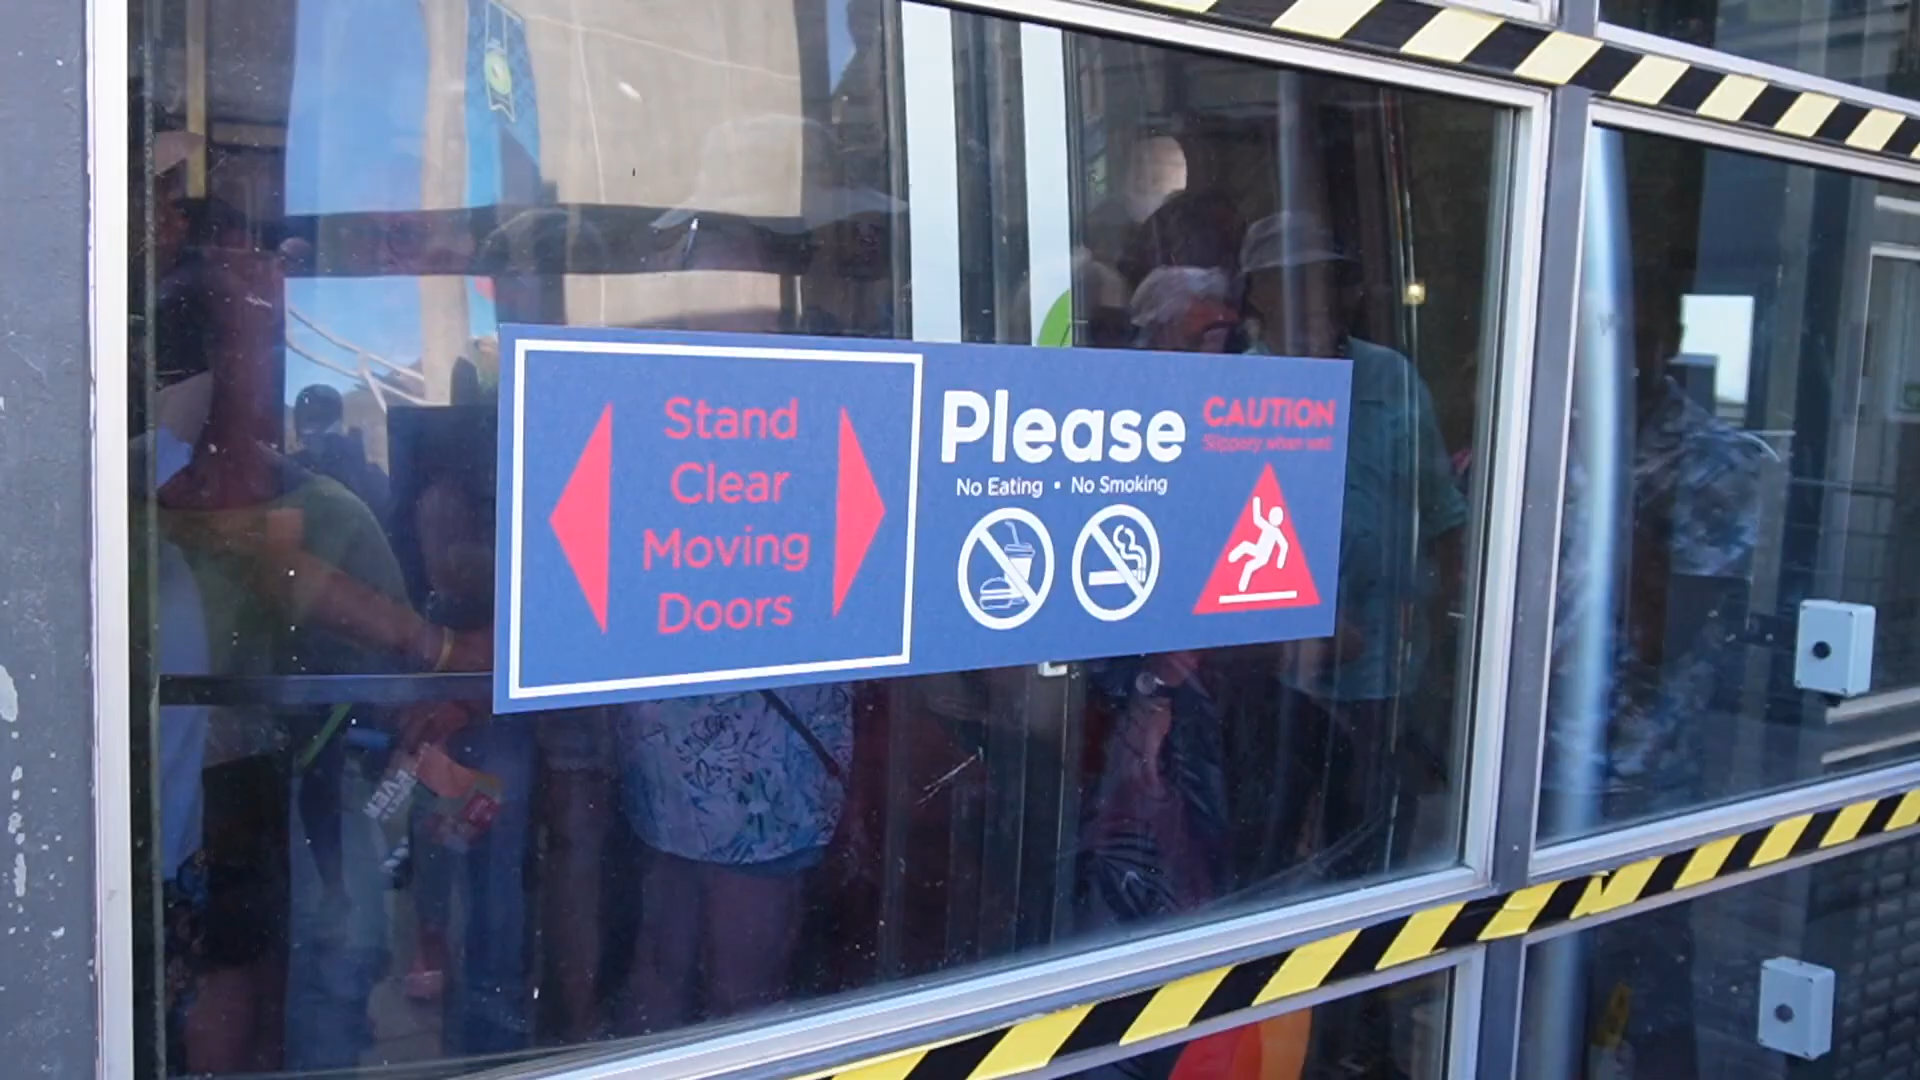 Stand
Clear
Moving
Doors
Please
No Eating • No Smoking
CAUTION
Slippery when wet